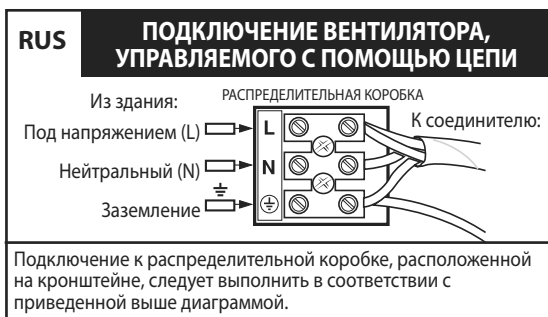 RUS
ПОДКЛЮЧЕНИЕ ВЕНТИЛЯТОРА,
УПРАВЛЯЕМОГО С ПОМОЩЬЮ ЦЕПИ
Из здания:
РАСПРЕДЕЛИТЕЛЬНАЯ КОРОБКА
К соединителю:
Под напряжением (L)
L
Нейтральный (N)
N
Заземление
Подключение к распределительной коробке, расположенной
на кронштейне, следует выполнить в соответствии с
приведенной выше диаграммой.